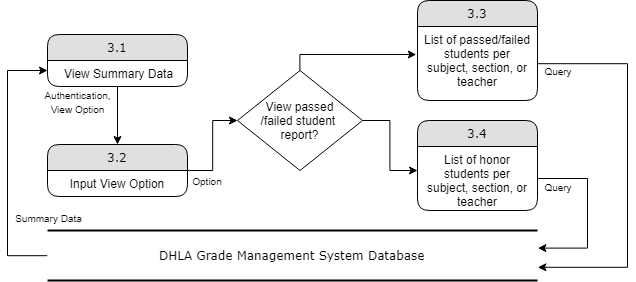 3.1
View Summary Data
Authentication,
View Option
3.2
Input View Option
Option
View passed
/failed student
report?
3.3
List of passed/failed
students per
subject, section, or
teacher
Query
3.4
List of honor
students per
subject, section, or
teacher
Query
Summary Data
DHLA Grade Management System Database